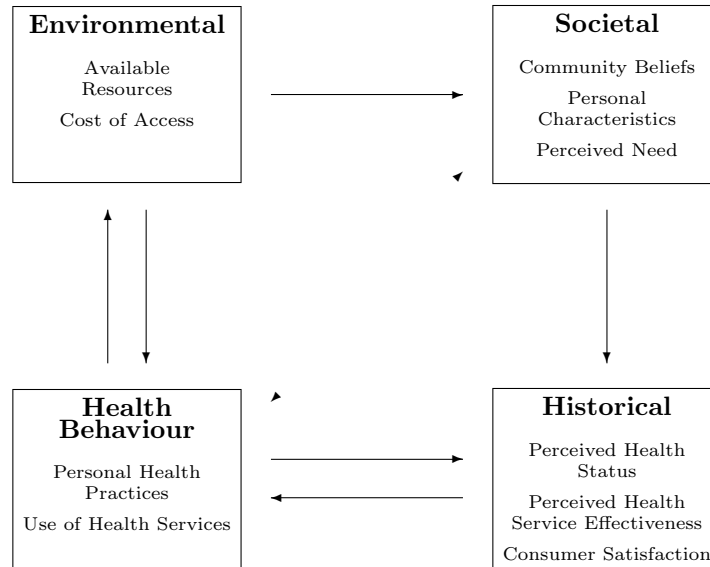 Environmental
Available
Resources
Cost of Access
Societal
Community Beliefs
Personal
Characteristics
Perceived Need
Health
Behaviour
Personal Health
Practices
Use of Health Services
Historical
Perceived Health
Status
Perceived Health
Service Effectiveness
Consumer Satisfaction